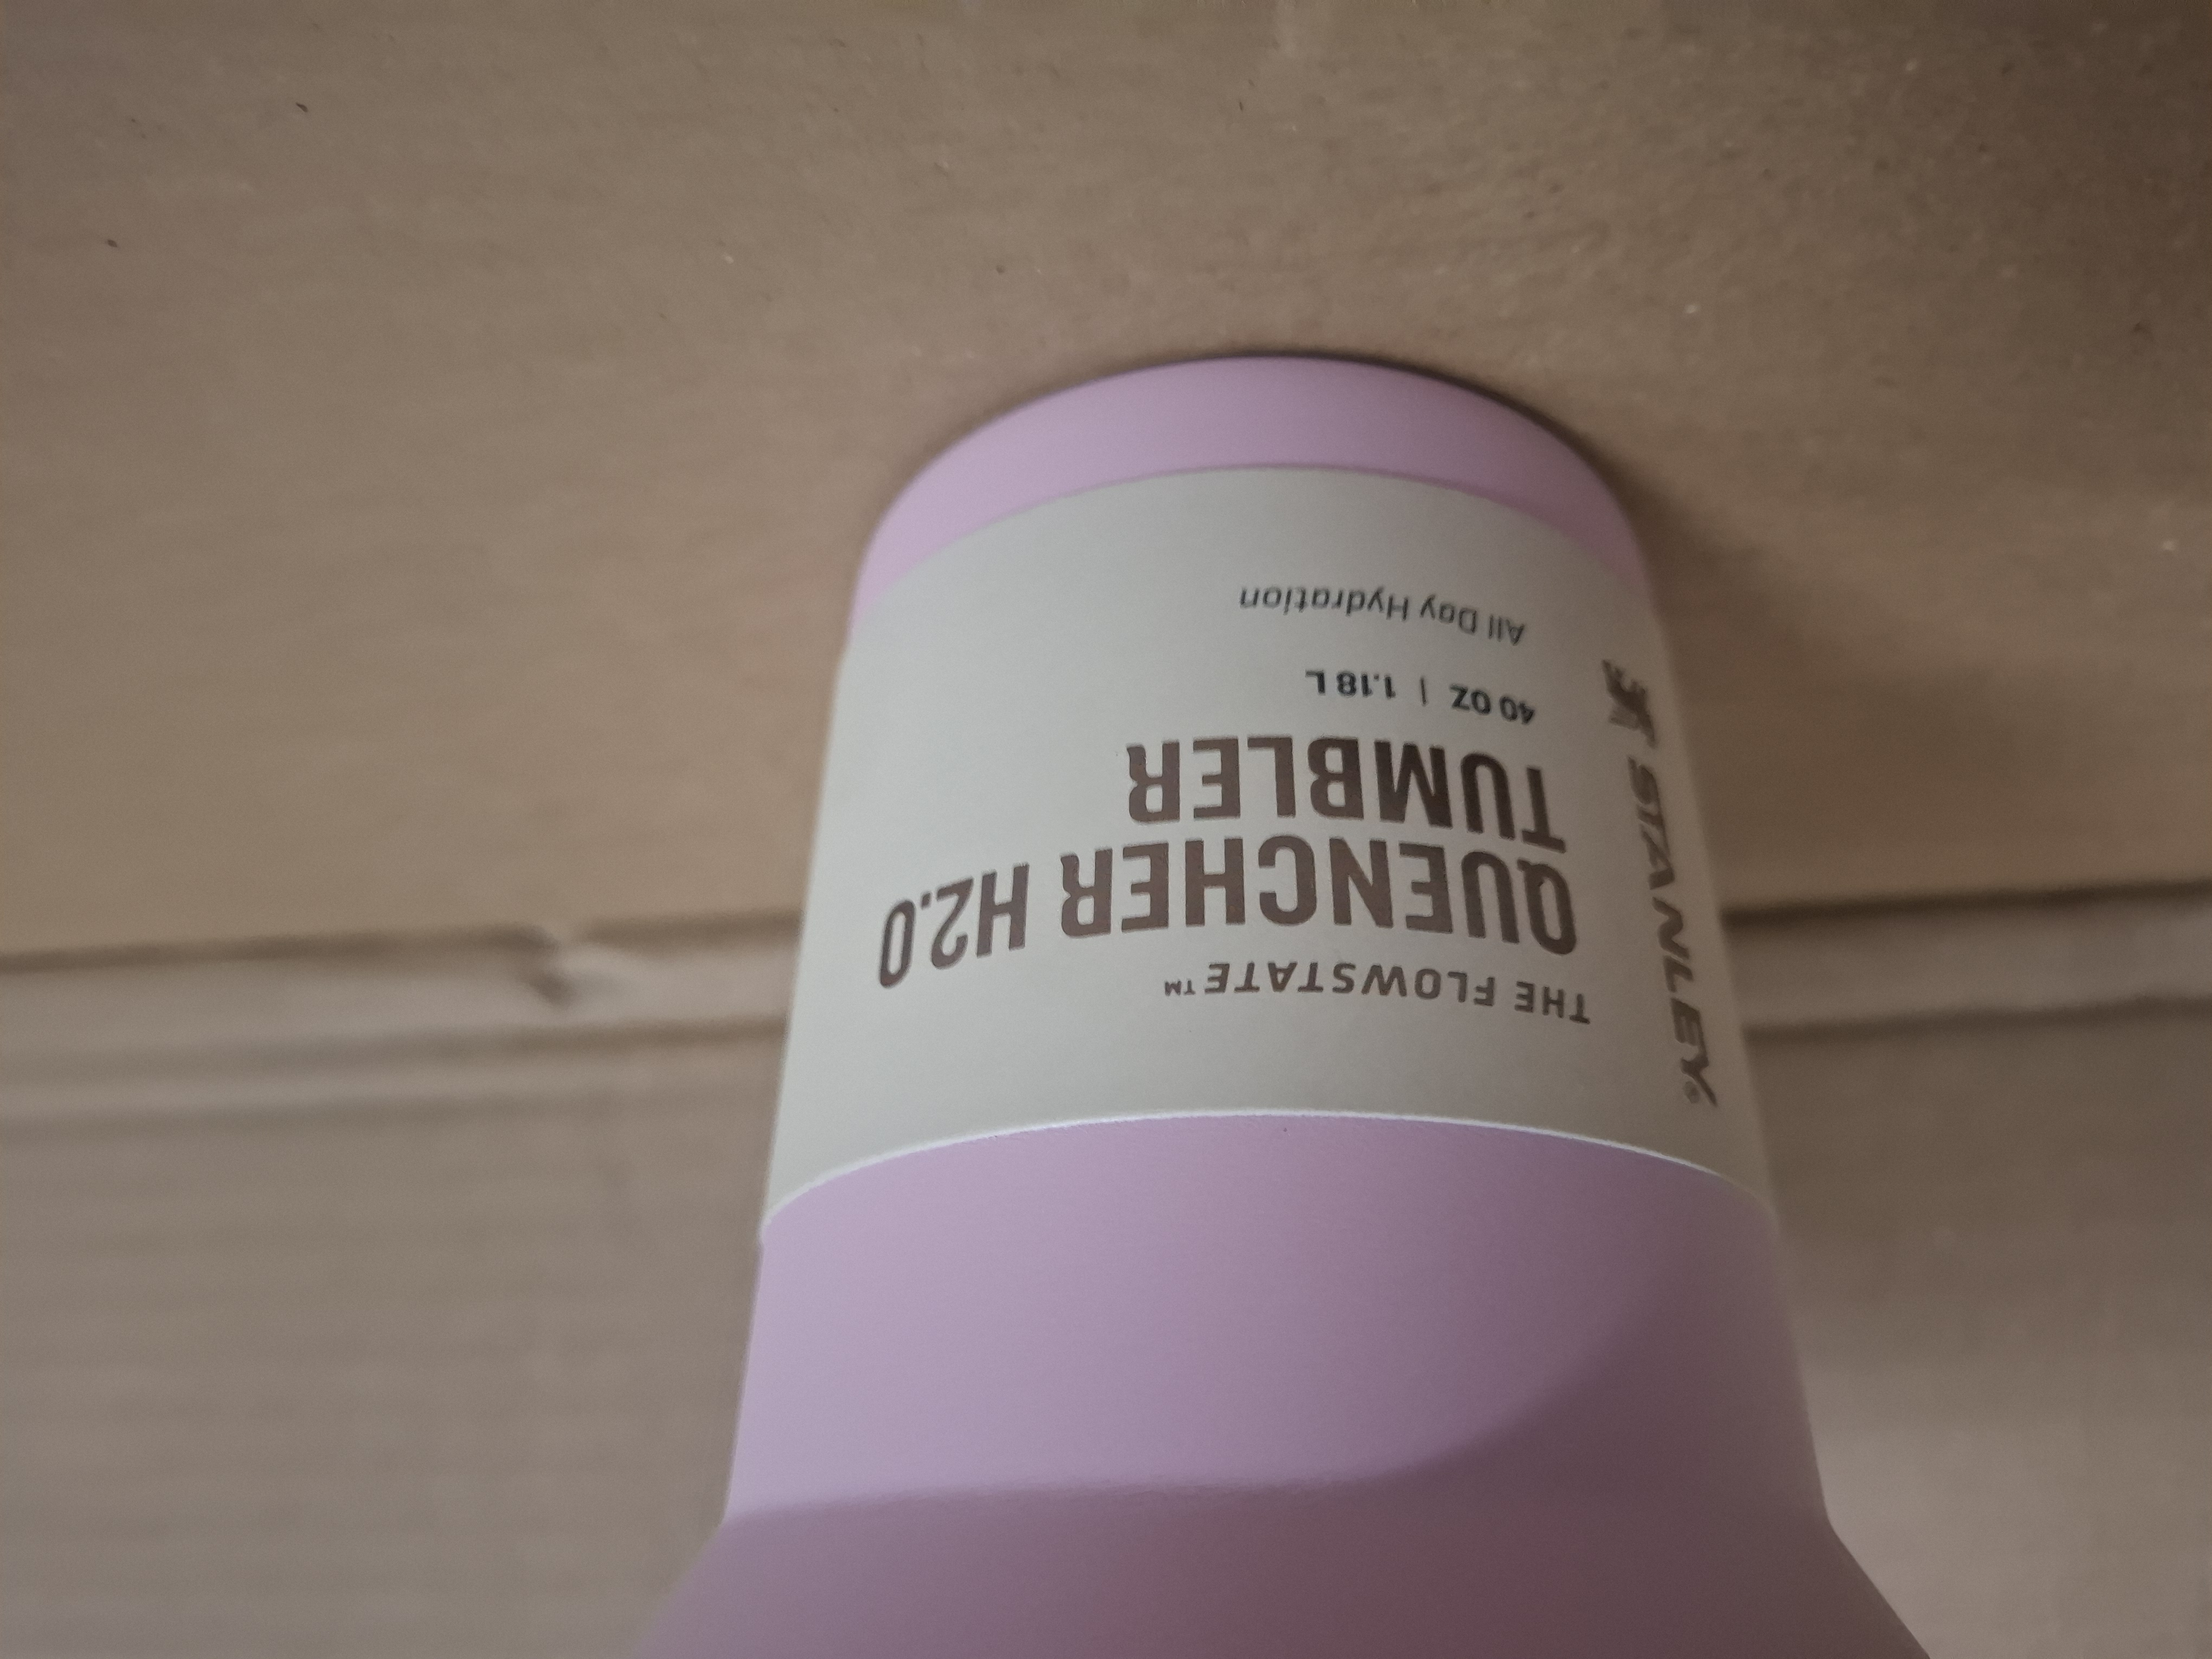 STANLEY®
THE FLOWSTATE™
QUENCHER H2.0
TUMBLER
40 OZ | 1.18 L
All Day Hydration